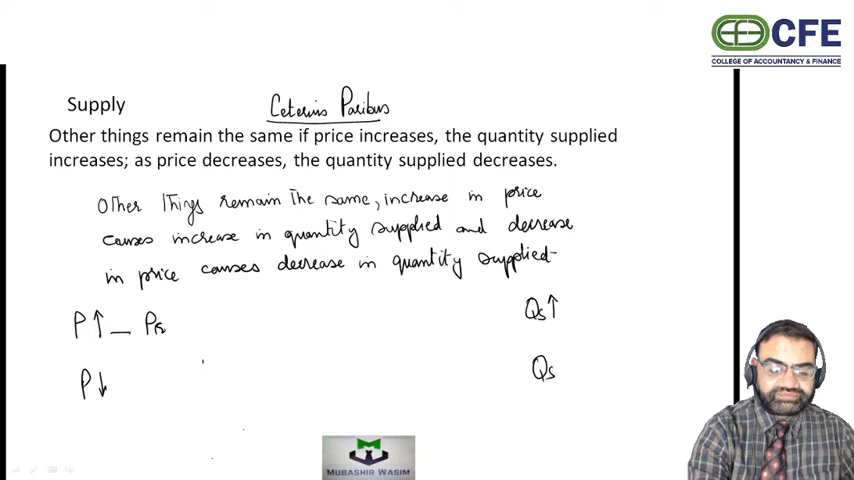 CFE
COLLEGE OF ACCOUNTANCY & FINANCE
Supply
Ceteris Paribus
Other things remain the same if price increases, the quantity supplied
increases; as price decreases, the quantity supplied decreases.
Other Things remain The same, increase in price
causes increase in quantity supplied and decrease
in price causes decrease in quantity supplied
P↑ —
Qs↑
P↓
Qs
MUBASHIR WASIM